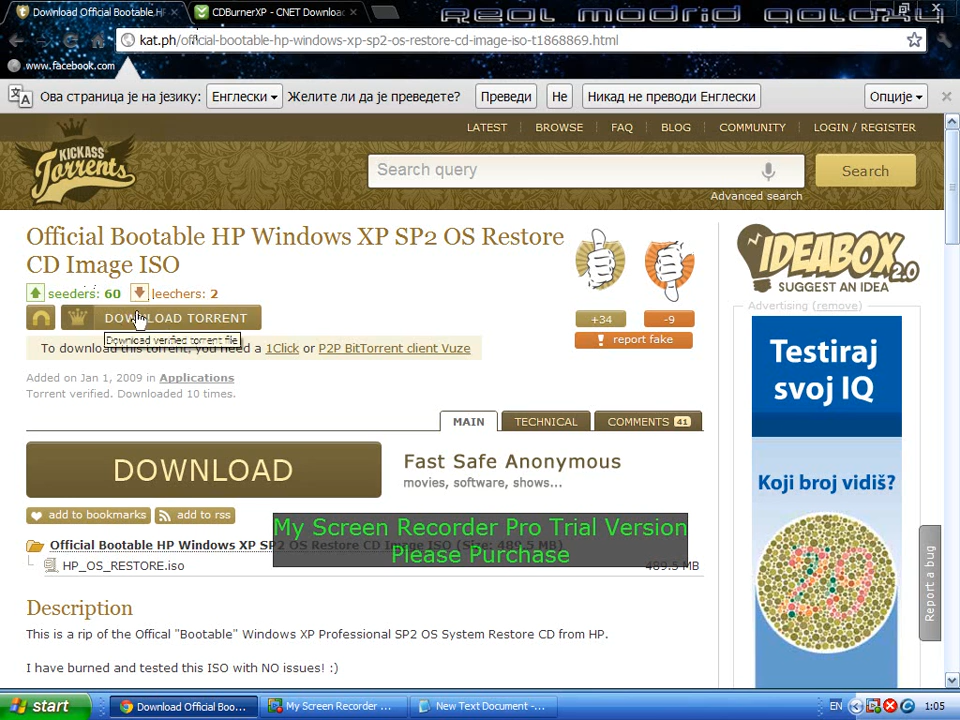 Download Official Bootable H
CDBurnerXP - CNET Downloa
Real madrid galaxy
kat.ph/official-bootable-hp-windows-xp-sp2-os-restore-cd-image-iso-t1868869.html
www.facebook.com
Ова страница је на језику: Енглески Желите ли да је преведете? Преведи Не Никад не преводи Енглески Опције
LATEST BROWSE FAQ BLOG COMMUNITY LOGIN / REGISTER
KICKASS
Torrents
Search query
Search
Advanced search
Official Bootable HP Windows XP SP2 OS Restore
CD Image ISO
seeders: 60 leechers: 2
DOWNLOAD TORRENT
Download verified torrent file
To download this torrent, you need a 1Click or P2P BitTorrent client Vuze
Added on Jan 1, 2009 in Applications
Torrent verified. Downloaded 10 times.
+34 -9
report fake
MAIN TECHNICAL COMMENTS 41
DOWNLOAD
Fast Safe Anonymous
movies, software, shows...
add to bookmarks add to rss
My Screen Recorder Pro Trial Version
Please Purchase
Official Bootable HP Windows XP SP2 OS Restore CD Image ISO (Size: 489.5 MB)
HP_OS_RESTORE.iso 489.5 MB
Description
This is a rip of the Offical "Bootable" Windows XP Professional SP2 OS System Restore CD from HP.
I have burned and tested this ISO with NO issues! :)
IDEABOX 2.0
SUGGEST AN IDEA
Advertising (remove)
Testiraj
svoj IQ
Koji broj vidiš?
29
Report a bug
start
Download Official Boo...
My Screen Recorder ...
New Text Document -...
EN
1:05